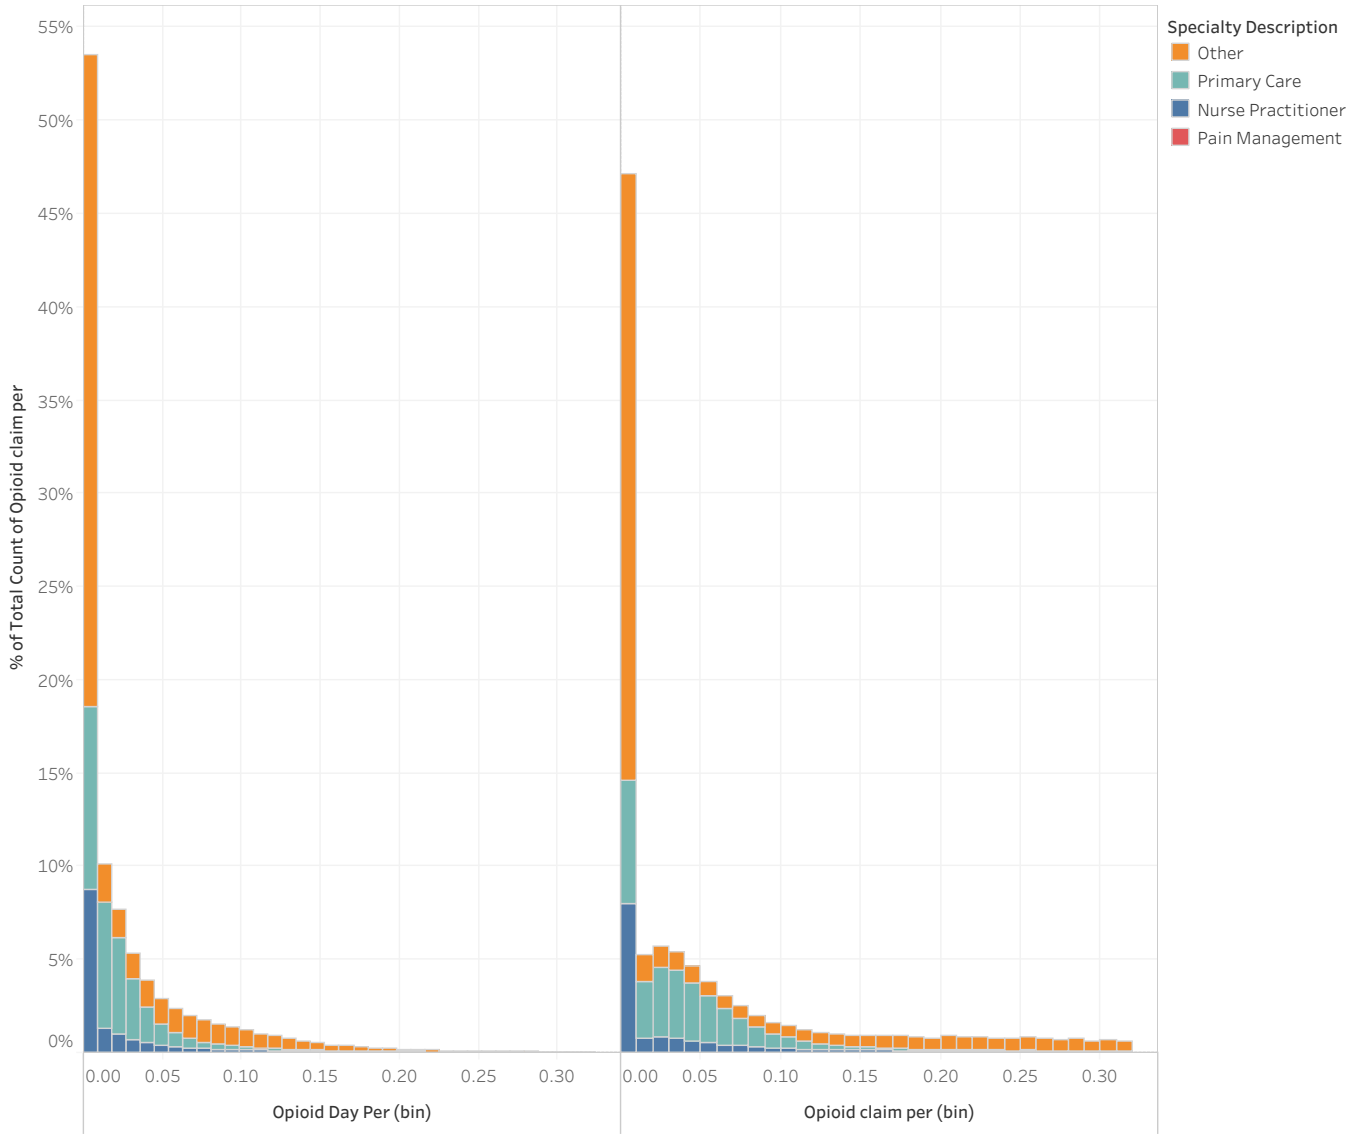 % of Total Count of Opioid claim per
55%
50%
45%
40%
35%
30%
25%
20%
15%
10%
5%
0%
0.00 0.05 0.10 0.15 0.20 0.25 0.30
Opioid Day Per (bin)
0.00 0.05 0.10 0.15 0.20 0.25 0.30
Opioid claim per (bin)
Specialty Description
Other
Primary Care
Nurse Practitioner
Pain Management